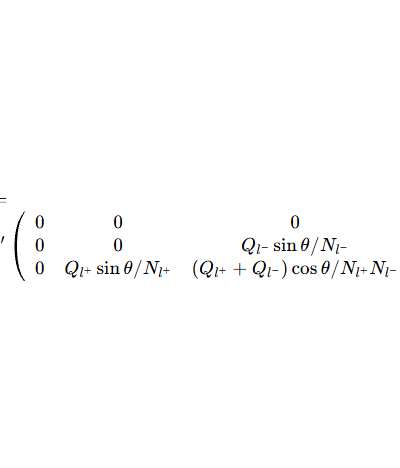 =
′ ( 0 0 0
0 0 Q_{l^-} sin θ/N_{l^-}
0 Q_{l^+} sin θ/N_{l^+} (Q_{l^+} + Q_{l^-}) cos θ/N_{l^+}N_{l^-}